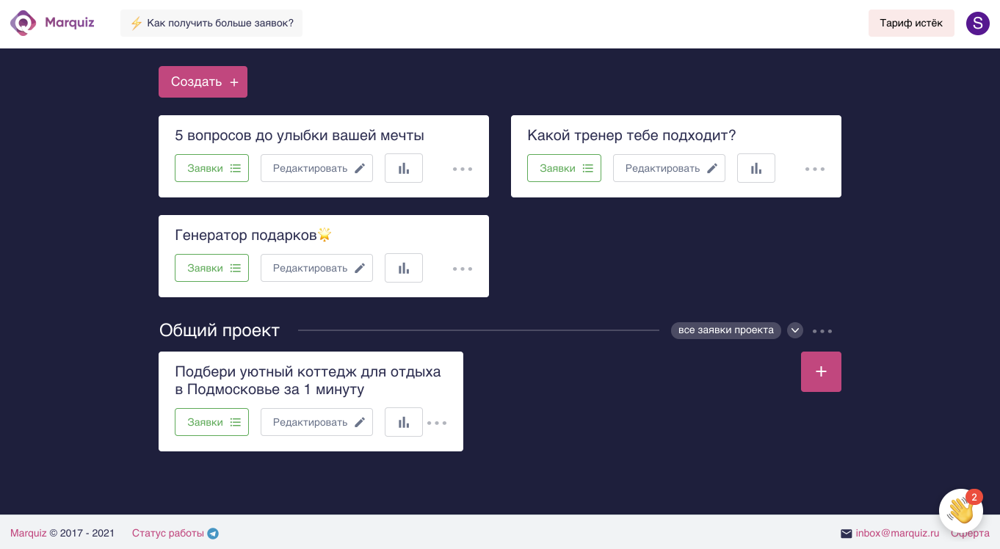 Marquiz
⚡ Как получить больше заявок?
Тариф истёк
S
Создать +
5 вопросов до улыбки вашей мечты
Заявки
Редактировать
Какой тренер тебе подходит?
Заявки
Редактировать
Генератор подарков🌟
Заявки
Редактировать
Общий проект
все заявки проекта
Подбери уютный коттедж для отдыха
в Подмосковье за 1 минуту
Заявки
Редактировать
+
2
Marquiz © 2017 - 2021
Статус работы
inbox@marquiz.ru
Оферта